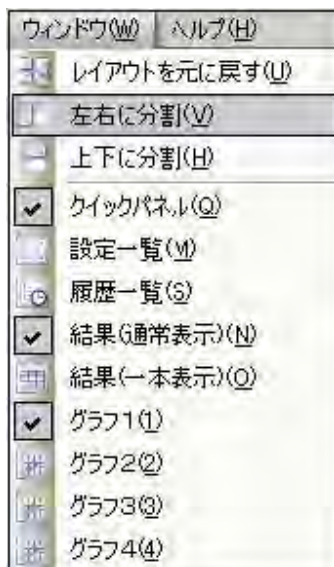 ウィンドウ(W) ヘルプ(H)
レイアウトを元に戻す(U)
左右に分割(V)
上下に分割(H)
クイックパネル(Q)
設定一覧(M)
履歴一覧(S)
結果(通常表示)(N)
結果(一本表示)(O)
グラフ1(1)
グラフ2(2)
グラフ3(3)
グラフ4(4)